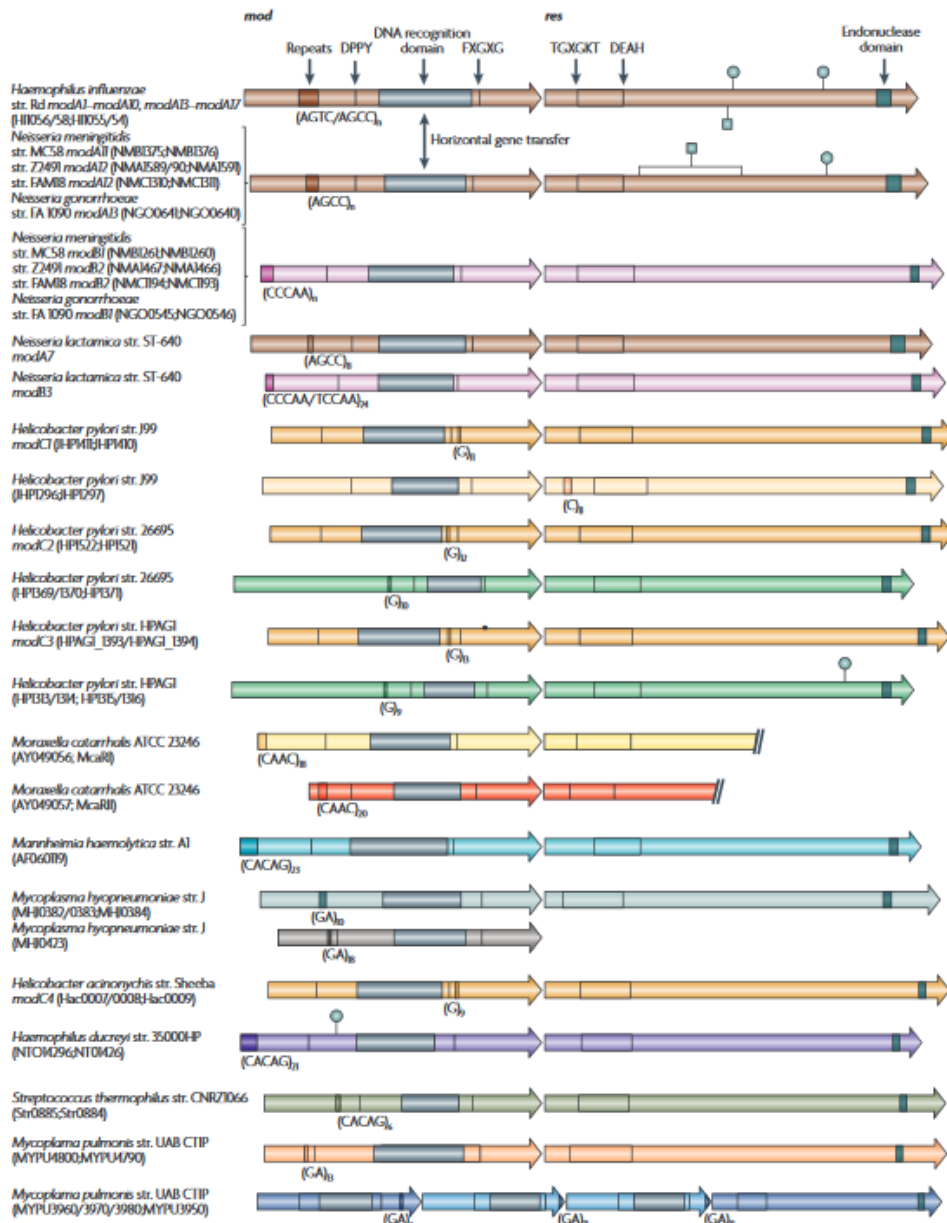 mod
res
Repeats
DPPY
DNA recognition
domain
FXGXG
TGXGKT
DEAH
Endonuclease
domain
Haemophilus influenzae
str. Rd modA1–modA10, modA13–modA17
(HI1056/58;HI1055/54)
(AGTC/AGCC)n
Horizontal gene transfer
Neisseria meningitidis
str. MC58 modA11 (NMB1375;NMB1376)
str. Z2491 modA12 (NMA1589/90;NMA1591)
str. FAM18 modA12 (NMC1310;NMC1311)
Neisseria gonorrhoeae
str. FA 1090 modA13 (NGO0641;NGO0640)
(AGCC)n
Neisseria meningitidis
str. MC58 modB1 (NMB1261;NMB1260)
str. Z2491 modB2 (NMA1467;NMA1466)
str. FAM18 modB2 (NMC1194;NMC1193)
Neisseria gonorrhoeae
str. FA 1090 modB1 (NGO0545;NGO0546)
(CCCAA)n
Neisseria lactamica str. ST-640
modA7
(AGCC)18
Neisseria lactamica str. ST-640
modB3
(CCCAA/TCCAA)24
Helicobacter pylori str. J99
modC1 (JHP1411;JHP1410)
(G)11
Helicobacter pylori str. J99
(JHP1296;JHP1297)
(C)11
Helicobacter pylori str. 26695
modC2 (HP1522;HP1521)
(G)12
Helicobacter pylori str. 26695
(HP1369/1370;HP1371)
(G)10
Helicobacter pylori str. HPAG1
modC3 (HPAG1_1393/HPAG1_1394)
(G)13
Helicobacter pylori str. HPAG1
(HP1313/1314; HP1315/1316)
(G)9
Moraxella catarrhalis ATCC 23246
(AY049056; McaRI)
(CAAC)18
Moraxella catarrhalis ATCC 23246
(AY049057; McaRII)
(CAAC)20
Mannheimia haemolytica str. A1
(AF060119)
(CACAG)25
Mycoplasma hyopneumoniae str. J
(MHJ0382/0383;MHJ0384)
(GA)10
Mycoplasma hyopneumoniae str. J
(MHJ0423)
(GA)18
Helicobacter acinonychis str. Sheeba
modC4 (Hac0007/0008;Hac0009)
(G)9
Haemophilus ducreyi str. 35000HP
(NTO14296;NT01426)
(CACAG)21
Streptococcus thermophilus str. CNRZ1066
(Str0885;Str0884)
(CACAG)6
Mycoplama pulmonis str. UAB CTIP
(MYPU4800;MYPU4790)
(GA)13
Mycoplama pulmonis str. UAB CTIP
(MYPU3960/3970/3980;MYPU3950)
(GA) (GA) (GA)